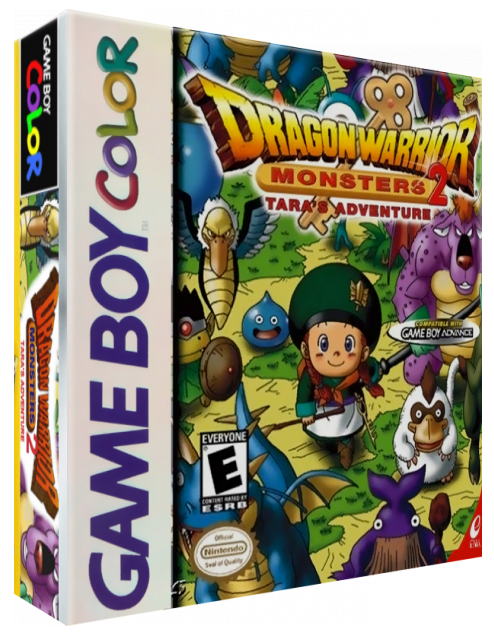 GAME BOY
COLOR
DRAGON WARRIOR
MONSTERS
2
TARA'S ADVENTURE
GAME BOY COLOR
TM
DRAGON WARRIOR
MONSTERS 2
TARA'S ADVENTURE
COMPATIBLE WITH
GAME BOY ADVANCE
EVERYONE
E
CONTENT RATED BY
ESRB
Official
Nintendo
Seal of Quality
e